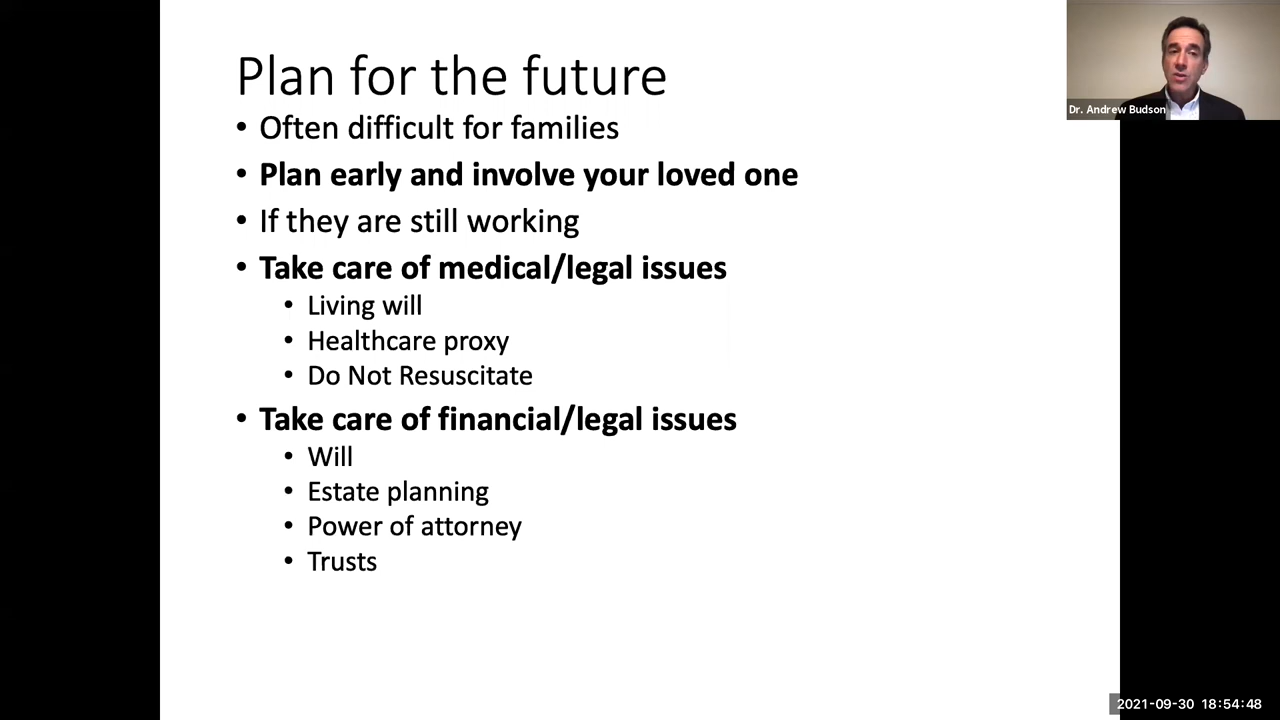 Plan for the future
• Often difficult for families
• Plan early and involve your loved one
• If they are still working
• Take care of medical/legal issues
• Living will
• Healthcare proxy
• Do Not Resuscitate
• Take care of financial/legal issues
• Will
• Estate planning
• Power of attorney
• Trusts
Dr. Andrew Budson
2021-09-30 18:54:48